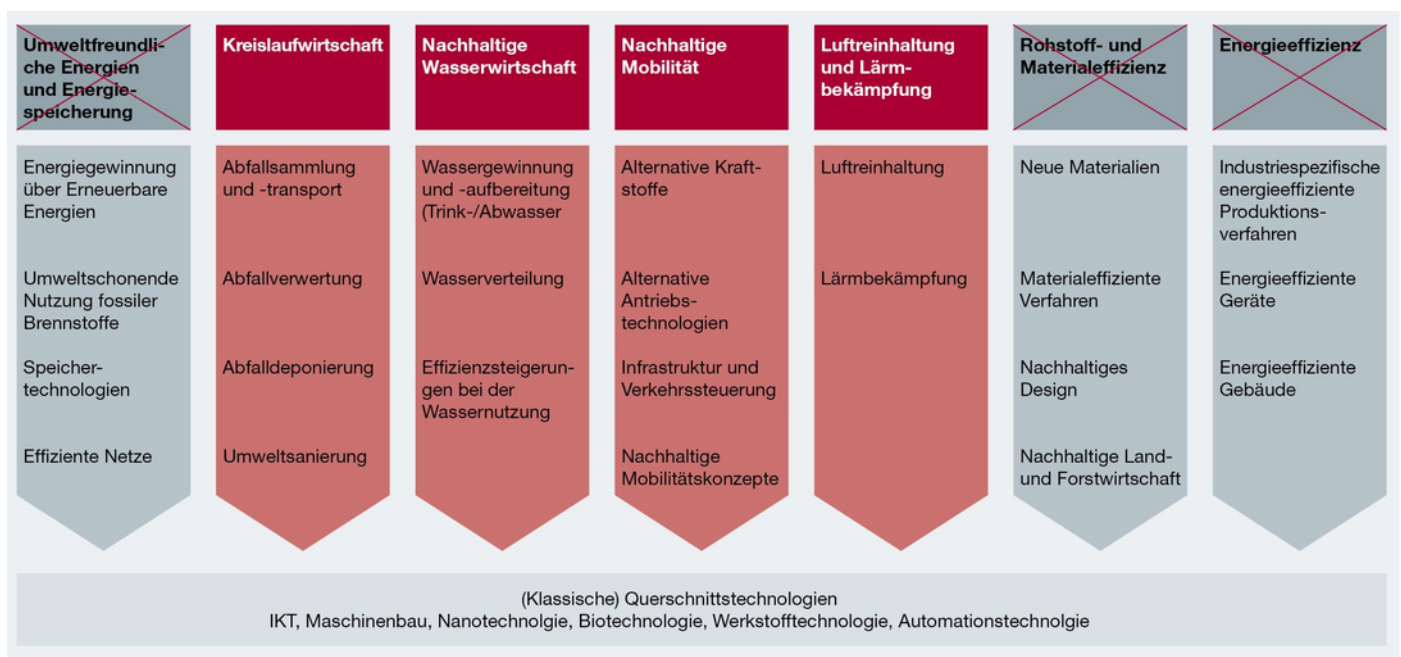 Umweltfreundli-
che Energien
und Energie-
speicherung
Energiegewinnung
über Erneuerbare
Energien
Umweltschonende
Nutzung fossiler
Brennstoffe
Speicher-
technologien
Effiziente Netze
Kreislaufwirtschaft
Abfallsammlung
und -transport
Abfallverwertung
Abfalldeponierung
Umweltsanierung
Nachhaltige
Wasserwirtschaft
Wassergewinnung
und -aufbereitung
(Trink-/Abwasser
Wasserverteilung
Effizienzsteigerun-
gen bei der
Wassernutzung
Nachhaltige
Mobilität
Alternative Kraft-
stoffe
Alternative
Antriebs-
technologien
Infrastruktur und
Verkehrssteuerung
Nachhaltige
Mobilitätskonzepte
Luftreinhaltung
und Lärm-
bekämpfung
Luftreinhaltung
Lärmbekämpfung
Rohstoff- und
Materialeffizienz
Neue Materialien
Materialeffiziente
Verfahren
Nachhaltiges
Design
Nachhaltige Land-
und Forstwirtschaft
Energieeffizienz
Industriespezifische
energieeffiziente
Produktions-
verfahren
Energieeffiziente
Geräte
Energieeffiziente
Gebäude
(Klassische) Querschnittstechnologien
IKT, Maschinenbau, Nanotechnolgie, Biotechnologie, Werkstofftechnologie, Automationstechnolgie